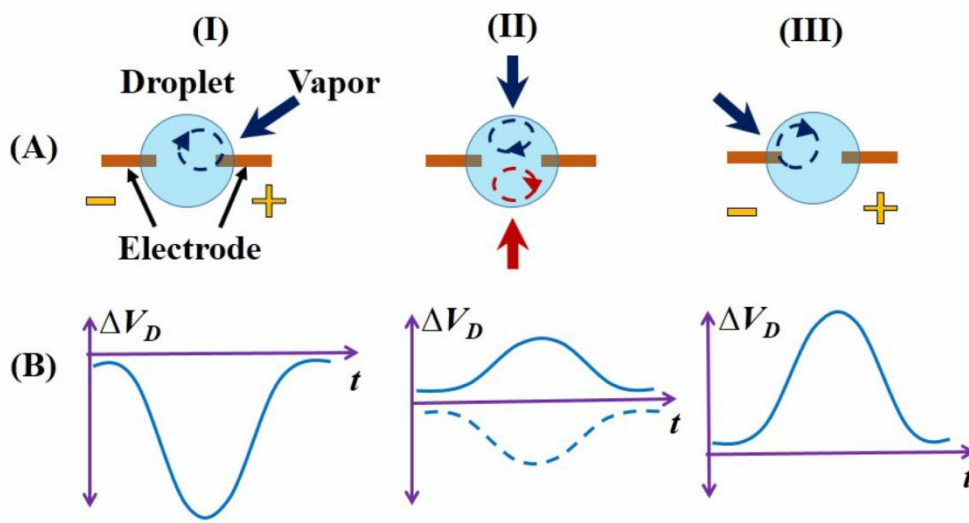 (I) (II) (III)
Droplet Vapor
(A)
− + − +
Electrode
(B)
ΔV_D ΔV_D ΔV_D
t t t